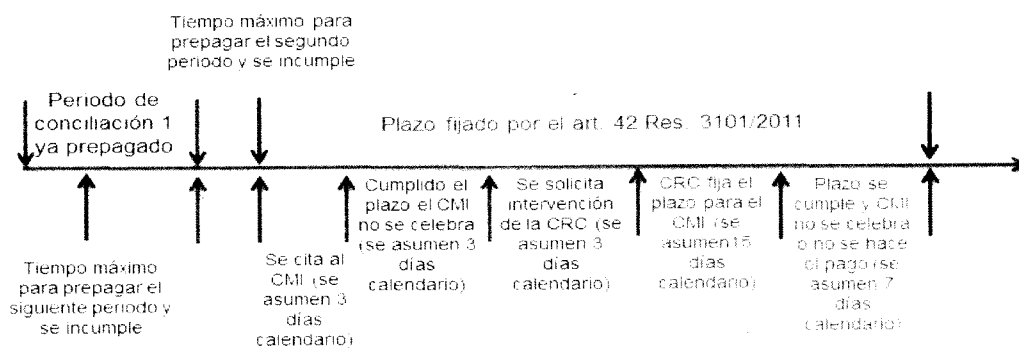 Tiempo máximo para
prepagar el segundo
periodo y se incumple
Periodo de
conciliación 1
ya prepagado
Plazo fijado por el art. 42 Res. 3101/2011
Tiempo máximo
para prepagar el
siguiente periodo y
se incumple
Se cita al
CMI (se
asumen 3
días
calendario)
Cumplido el
plazo el CMI
no se celebra
(se asumen 3
días
calendario)
Se solicita
intervención
de la CRC (se
asumen 3
días
calendario)
CRC fija el
plazo para el
CMI (se
asumen 15
días
calendario)
Plazo se
cumple y CMI
no se celebra
o no se hace
el pago (se
asumen 7
días
calendario)